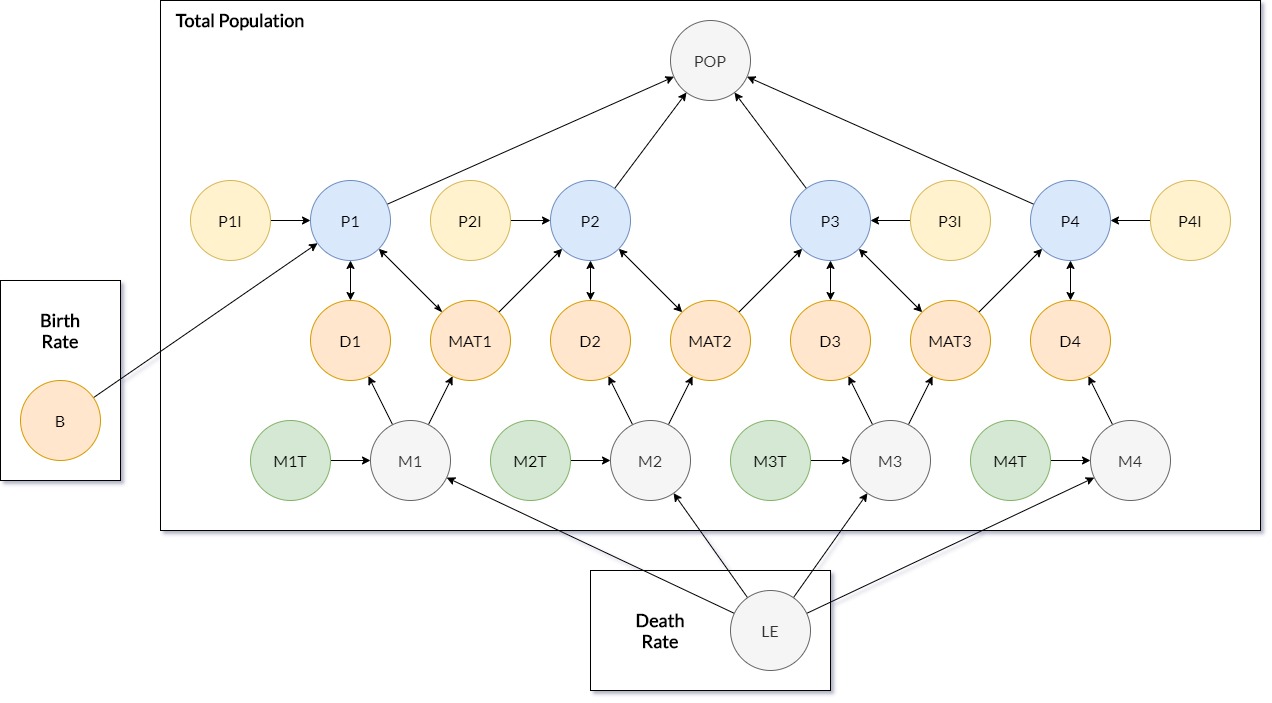 Total Population
POP
P1I
P1
P2I
P2
P3
P3I
P4
P4I
Birth
Rate
B
D1
MAT1
D2
MAT2
D3
MAT3
D4
M1T
M1
M2T
M2
M3T
M3
M4T
M4
Death
Rate
LE